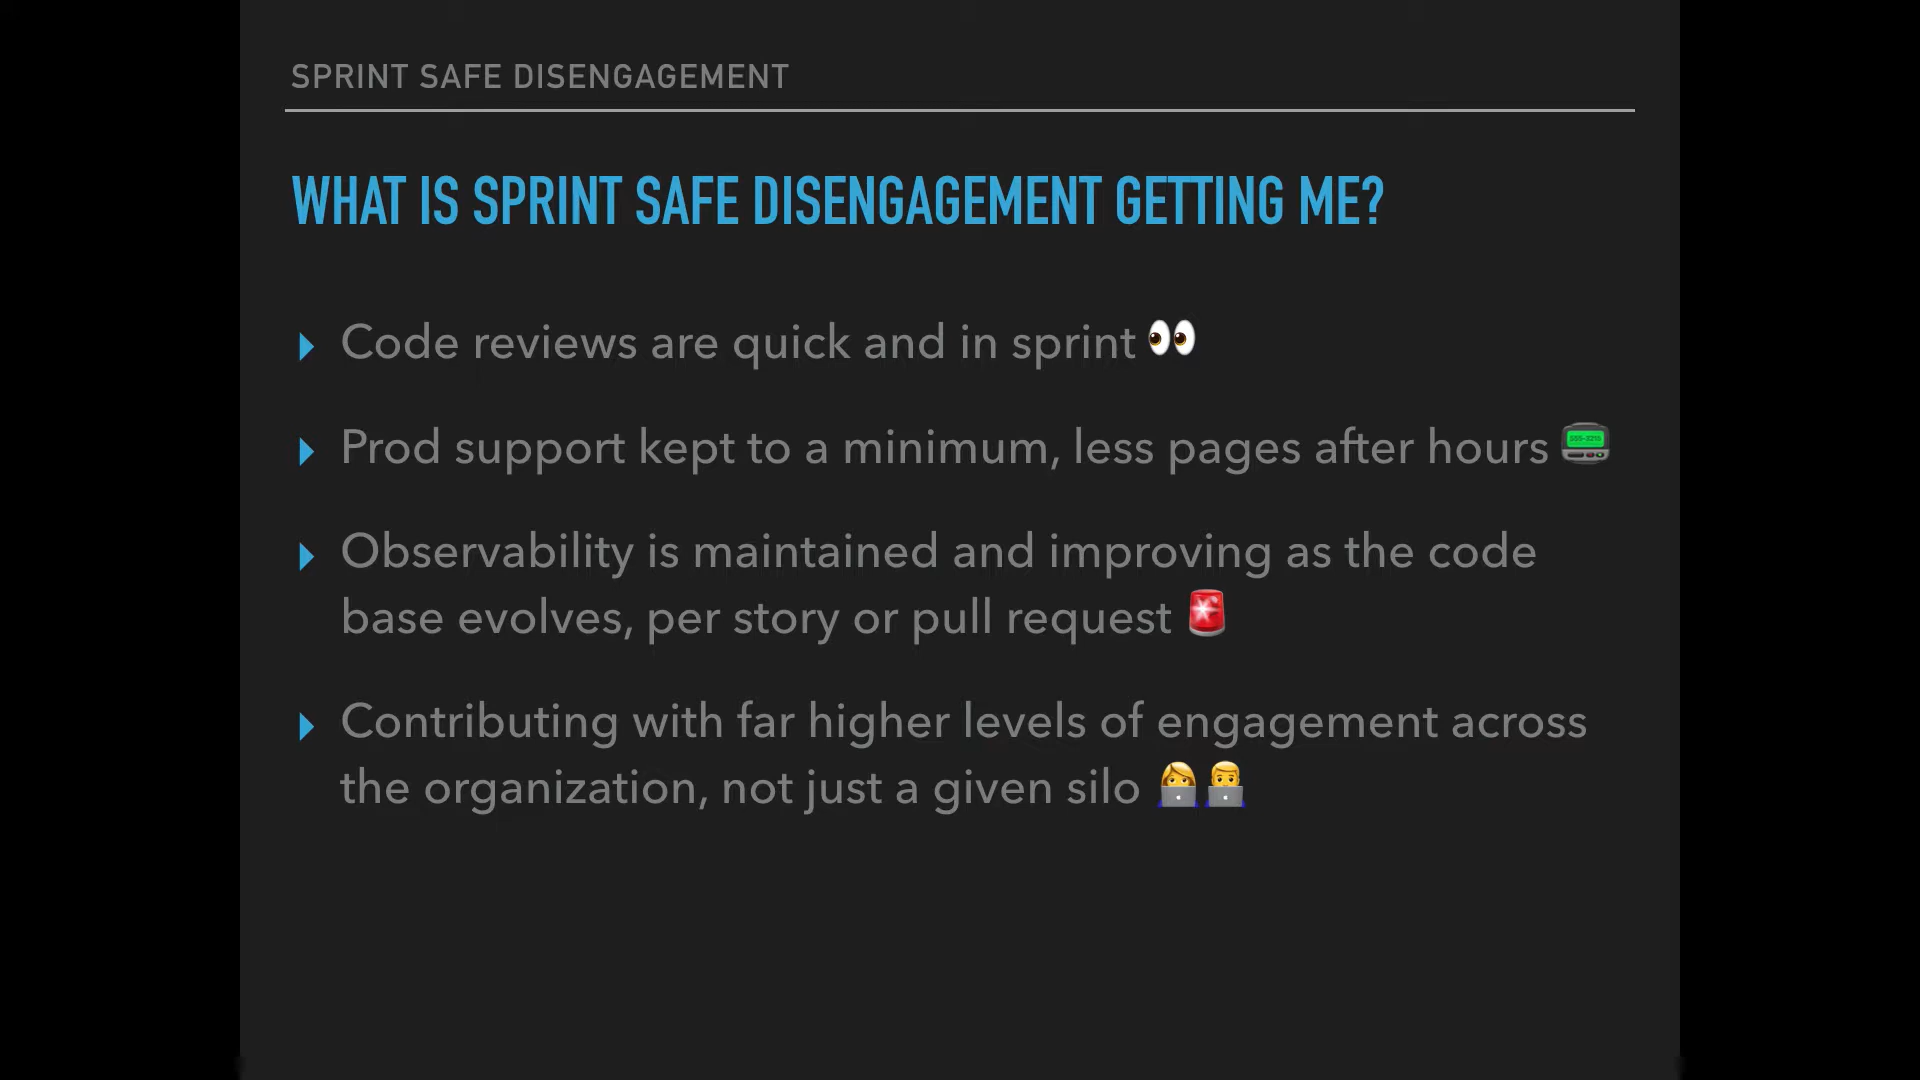 SPRINT SAFE DISENGAGEMENT
WHAT IS SPRINT SAFE DISENGAGEMENT GETTING ME?
Code reviews are quick and in sprint 👀
Prod support kept to a minimum, less pages after hours 📟
Observability is maintained and improving as the code
base evolves, per story or pull request 🚨
Contributing with far higher levels of engagement across
the organization, not just a given silo 👩‍💻👨‍💻